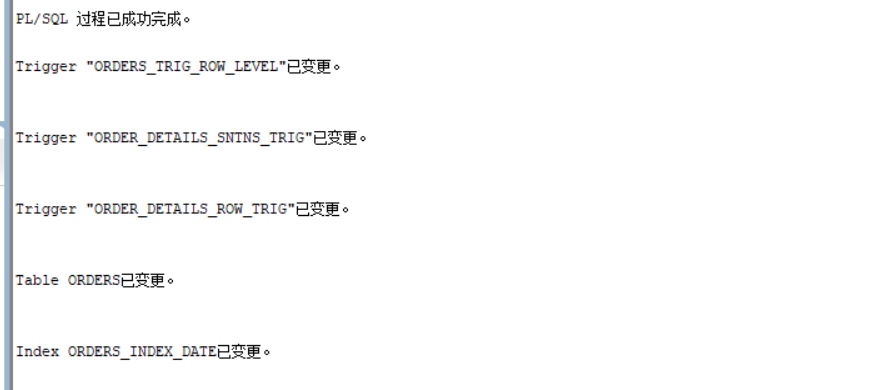 PL/SQL 过程已成功完成。
Trigger "ORDERS_TRIG_ROW_LEVEL"已变更。
Trigger "ORDER_DETAILS_SNTNS_TRIG"已变更。
Trigger "ORDER_DETAILS_ROW_TRIG"已变更。
Table ORDERS已变更。
Index ORDERS_INDEX_DATE已变更。